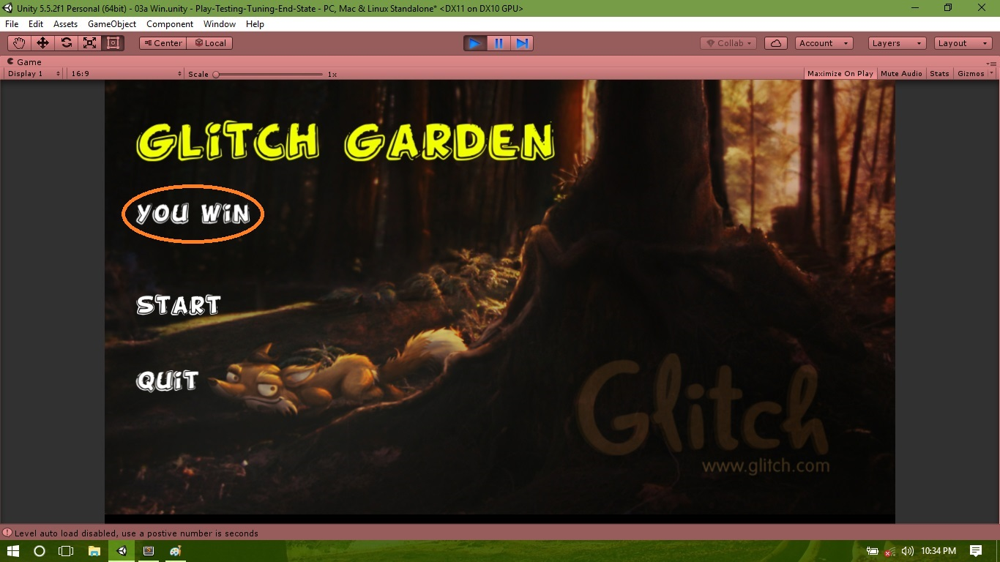 Unity 5.5.2f1 Personal (64bit) - 03a Win.unity - Play-Testing-Tuning-End-State - PC, Mac & Linux Standalone* <DX11 on DX10 GPU>
File Edit Assets GameObject Component Window Help
Center Local Collab Account Layers Layout
Game
Display 1 16:9 Scale 1x Maximize On Play Mute Audio Stats Gizmos
GLITCH GARDEN
YOU WIN
START
QUIT
Glitch
www.glitch.com
Level auto load disabled, use a postive number is seconds
10:34 PM